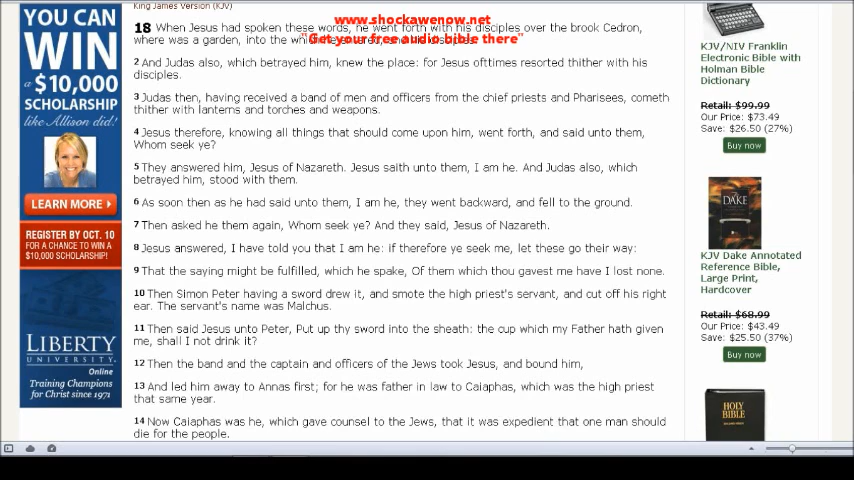 King James Version (KJV)
www.shockawenow.net
"Get your free audio bible there"
18 When Jesus had spoken these words, he went forth with his disciples over the brook Cedron,
where was a garden, into the
2 And Judas also, which betrayed him, knew the place: for Jesus ofttimes resorted thither with his
disciples.
3 Judas then, having received a band of men and officers from the chief priests and Pharisees, cometh
thither with lanterns and torches and weapons.
4 Jesus therefore, knowing all things that should come upon him, went forth, and said unto them,
Whom seek ye?
5 They answered him, Jesus of Nazareth. Jesus saith unto them, I am he. And Judas also, which
betrayed him, stood with them.
6 As soon then as he had said unto them, I am he, they went backward, and fell to the ground.
7 Then asked he them again, Whom seek ye? And they said, Jesus of Nazareth.
8 Jesus answered, I have told you that I am he: if therefore ye seek me, let these go their way:
9 That the saying might be fulfilled, which he spake, Of them which thou gavest me have I lost none.
10 Then Simon Peter having a sword drew it, and smote the high priest's servant, and cut off his right
ear. The servant's name was Malchus.
11 Then said Jesus unto Peter, Put up thy sword into the sheath: the cup which my Father hath given
me, shall I not drink it?
12 Then the band and the captain and officers of the Jews took Jesus, and bound him,
13 And led him away to Annas first; for he was father in law to Caiaphas, which was the high priest
that same year.
14 Now Caiaphas was he, which gave counsel to the Jews, that it was expedient that one man should
die for the people.
YOU CAN
WIN
a $10,000
SCHOLARSHIP
like Allison did!
LEARN MORE
REGISTER BY OCT. 10
FOR A CHANCE TO WIN A
$10,000 SCHOLARSHIP!
LIBERTY
UNIVERSITY
Online
Training Champions
for Christ since 1971
KJV/NIV Franklin
Electronic Bible with
Holman Bible
Dictionary
Retail: $99.99
Our Price: $73.49
Save: $26.50 (27%)
Buy now
DAKE
KJV Dake Annotated
Reference Bible,
Large Print,
Hardcover
Retail: $68.99
Our Price: $43.49
Save: $25.50 (37%)
Buy now
HOLY
BIBLE